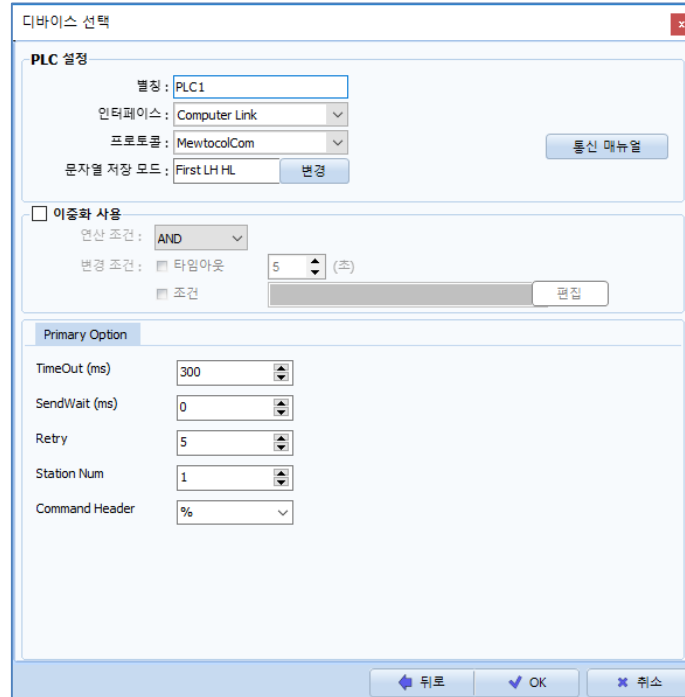 디바이스 선택
PLC 설정
별칭 : PLC1
인터페이스 : Computer Link
프로토콜 : MewtocolCom
통신 매뉴얼
문자열 저장 모드 : First LH HL 변경
이중화 사용
연산 조건 : AND
변경 조건 : 타임아웃 5 (초)
조건 편집
Primary Option
TimeOut (ms) 300
SendWait (ms) 0
Retry 5
Station Num 1
Command Header %
뒤로 OK 취소